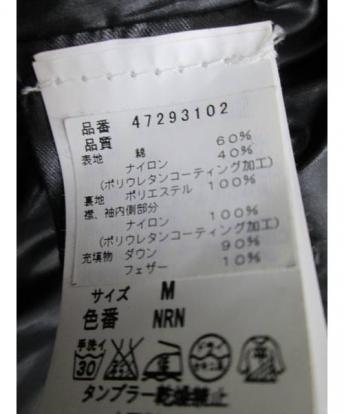 品番 47293102
品質
表地 綿 60%
ナイロン 40%
(ポリウレタンコーティング加工)
裏地 ポリエステル 100%
襟、袖内側部分
ナイロン 100%
(ポリウレタンコーティング加工)
充填物 ダウン 90%
フェザー 10%
サイズ M
色番 NRN
手洗イ
30
タンブラー乾燥禁止